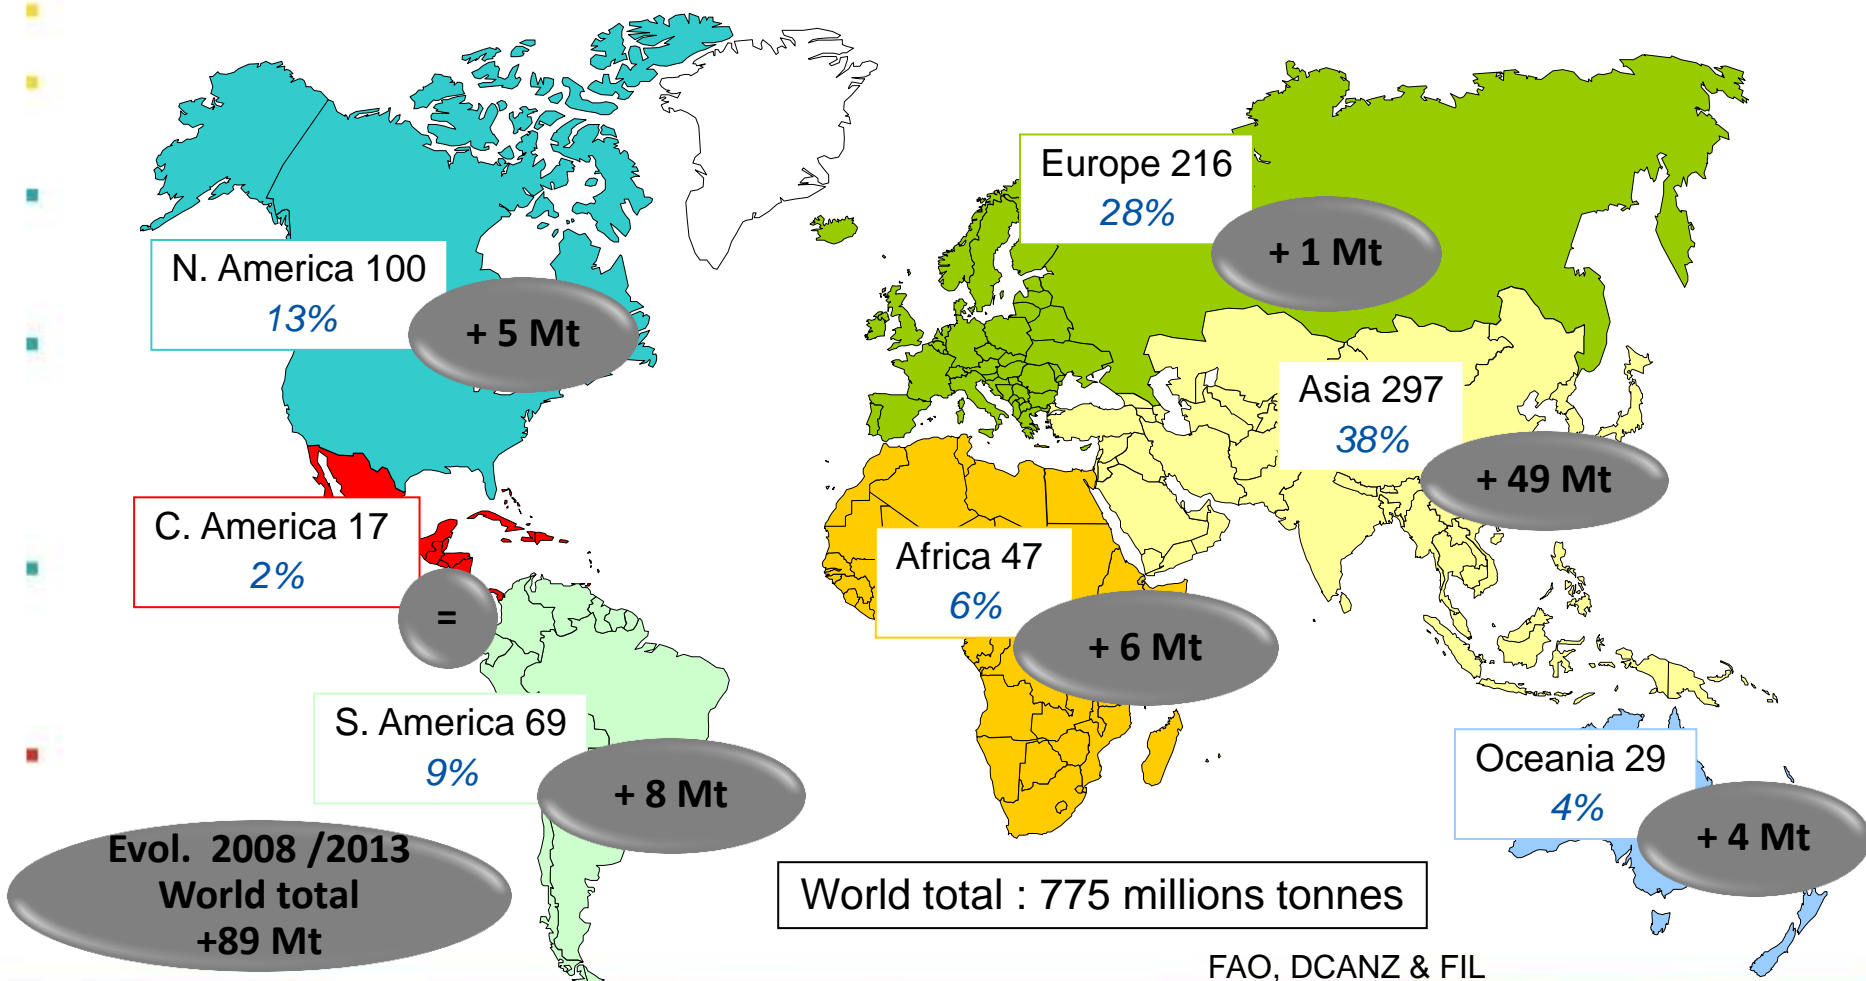 Europe 216
28%
+ 1 Mt
N. America 100
13%
+ 5 Mt
Asia 297
38%
+ 49 Mt
C. America 17
2%
=
Africa 47
6%
+ 6 Mt
S. America 69
9%
+ 8 Mt
Oceania 29
4%
+ 4 Mt
Evol. 2008 /2013
World total
+89 Mt
World total : 775 millions tonnes
FAO, DCANZ & FIL